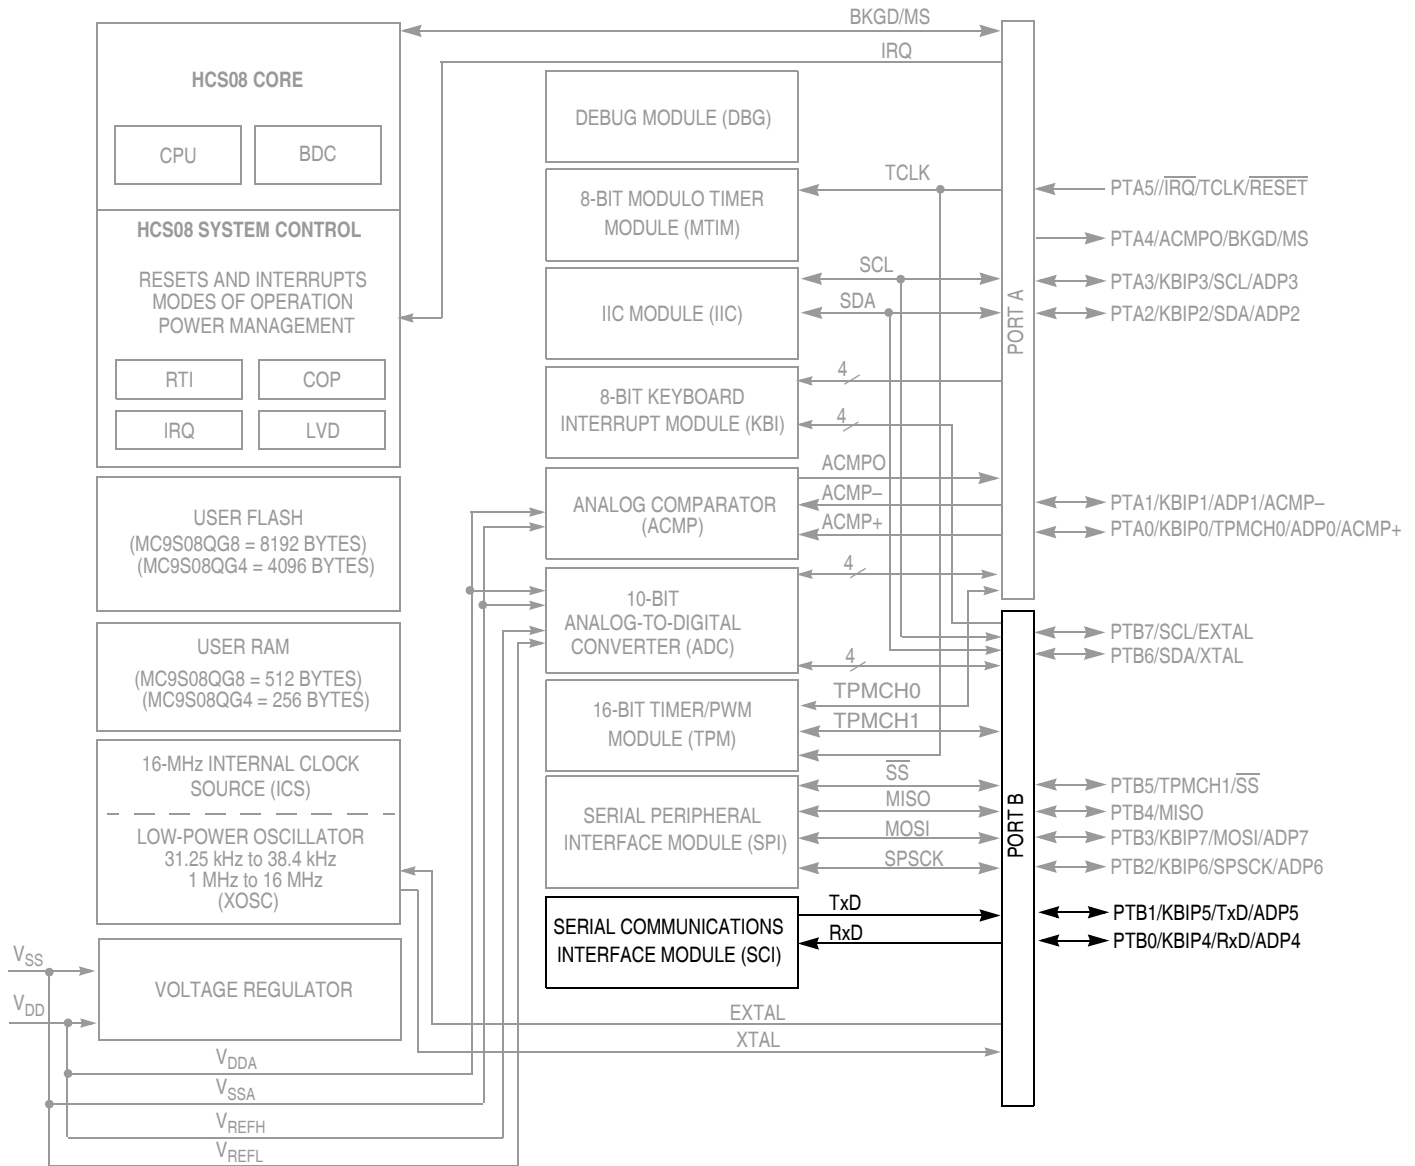 BKGD/MS
IRQ
HCS08 CORE
CPU
BDC
HCS08 SYSTEM CONTROL
RESETS AND INTERRUPTS
MODES OF OPERATION
POWER MANAGEMENT
RTI
COP
IRQ
LVD
USER FLASH
(MC9S08QG8 = 8192 BYTES)
(MC9S08QG4 = 4096 BYTES)
USER RAM
(MC9S08QG8 = 512 BYTES)
(MC9S08QG4 = 256 BYTES)
16-MHz INTERNAL CLOCK
SOURCE (ICS)
LOW-POWER OSCILLATOR
31.25 kHz to 38.4 kHz
1 MHz to 16 MHz
(XOSC)
VSS
VDD
VOLTAGE REGULATOR
VDDA
VSSA
VREFH
VREFL
DEBUG MODULE (DBG)
8-BIT MODULO TIMER
MODULE (MTIM)
TCLK
IIC MODULE (IIC)
SCL
SDA
8-BIT KEYBOARD
INTERRUPT MODULE (KBI)
4
4
ANALOG COMPARATOR
(ACMP)
ACMPO
ACMP–
ACMP+
10-BIT
ANALOG-TO-DIGITAL
CONVERTER (ADC)
4
4
16-BIT TIMER/PWM
MODULE (TPM)
TPMCH0
TPMCH1
SERIAL PERIPHERAL
INTERFACE MODULE (SPI)
SS
MISO
MOSI
SPSCK
SERIAL COMMUNICATIONS
INTERFACE MODULE (SCI)
TxD
RxD
EXTAL
XTAL
PORT A
PORT B
PTA5//IRQ/TCLK/RESET
PTA4/ACMPO/BKGD/MS
PTA3/KBIP3/SCL/ADP3
PTA2/KBIP2/SDA/ADP2
PTA1/KBIP1/ADP1/ACMP–
PTA0/KBIP0/TPMCH0/ADP0/ACMP+
PTB7/SCL/EXTAL
PTB6/SDA/XTAL
PTB5/TPMCH1/SS
PTB4/MISO
PTB3/KBIP7/MOSI/ADP7
PTB2/KBIP6/SPSCK/ADP6
PTB1/KBIP5/TxD/ADP5
PTB0/KBIP4/RxD/ADP4